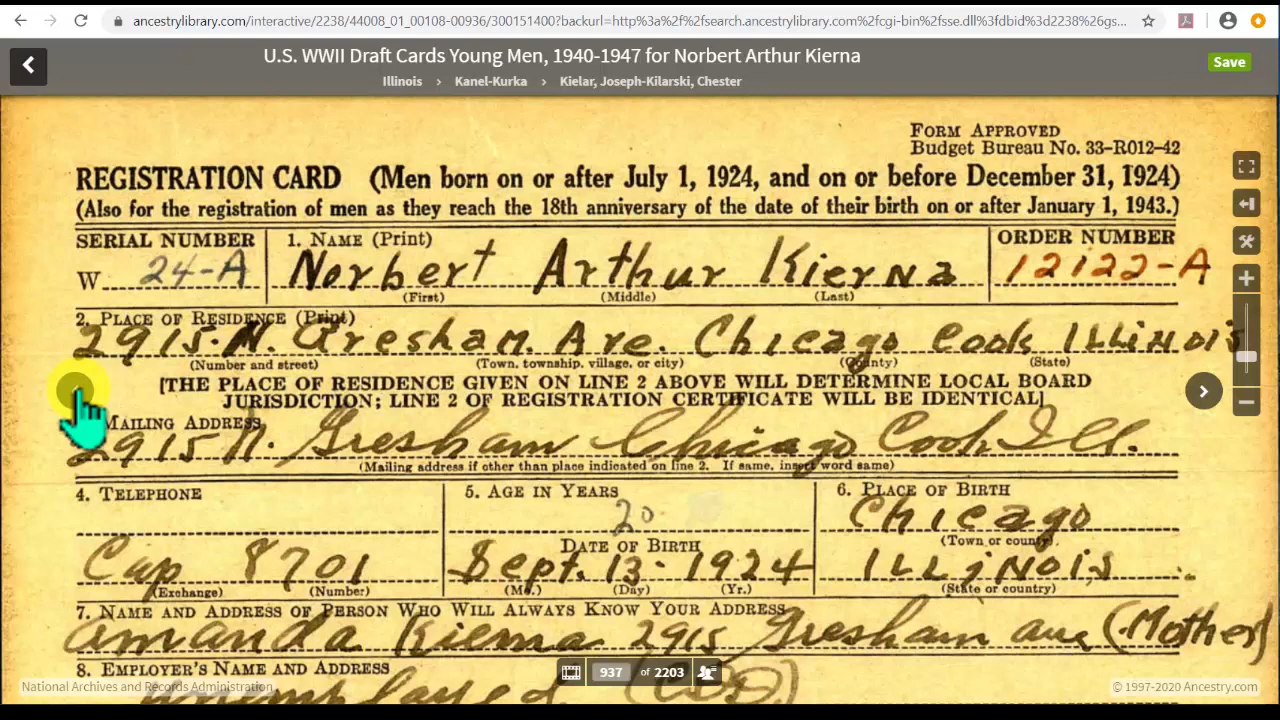 ancestrylibrary.com/interactive/2238/44008_01_00108-00936/300151400?backurl=http%3a%2f%2fsearch.ancestrylibrary.com%2fcgi-bin%2fsse.dll%3fdbid%3d2238%26gs...
U.S. WWII Draft Cards Young Men, 1940-1947 for Norbert Arthur Kierna
Save
Illinois > Kanel-Kurka > Kielar, Joseph-Kilarski, Chester
FORM APPROVED
Budget Bureau No. 33-R012-42
REGISTRATION CARD (Men born on or after July 1, 1924, and on or before December 31, 1924)
(Also for the registration of men as they reach the 18th anniversary of the date of their birth on or after January 1, 1943.)
SERIAL NUMBER 1. NAME (Print) ORDER NUMBER
W 24-A Norbert Arthur Kierna 12122-A
(First) (Middle) (Last)
2. PLACE OF RESIDENCE (Print)
2915. N. Gresham. Ave. Chicago Cook ILLINOIS
(Number and street) (Town, township, village, or city) (County) (State)
[THE PLACE OF RESIDENCE GIVEN ON LINE 2 ABOVE WILL DETERMINE LOCAL BOARD
JURISDICTION; LINE 2 OF REGISTRATION CERTIFICATE WILL BE IDENTICAL]
MAILING ADDRESS
2915 N. Gresham Chicago Cook Ill.
(Mailing address if other than place indicated on line 2. If same, insert word same)
4. TELEPHONE 5. AGE IN YEARS 6. PLACE OF BIRTH
20 Chicago
DATE OF BIRTH (Town or county)
Cap 8701 Sept. 13. 1924 ILLINOIS
(Exchange) (Number) (Mo.) (Day) (Yr.) (State or country)
7. NAME AND ADDRESS OF PERSON WHO WILL ALWAYS KNOW YOUR ADDRESS
Amanda Kierna 2915 Gresham ave (Mother)
8. EMPLOYER'S NAME AND ADDRESS
937 of 2203
National Archives and Records Administration
© 1997-2020 Ancestry.com